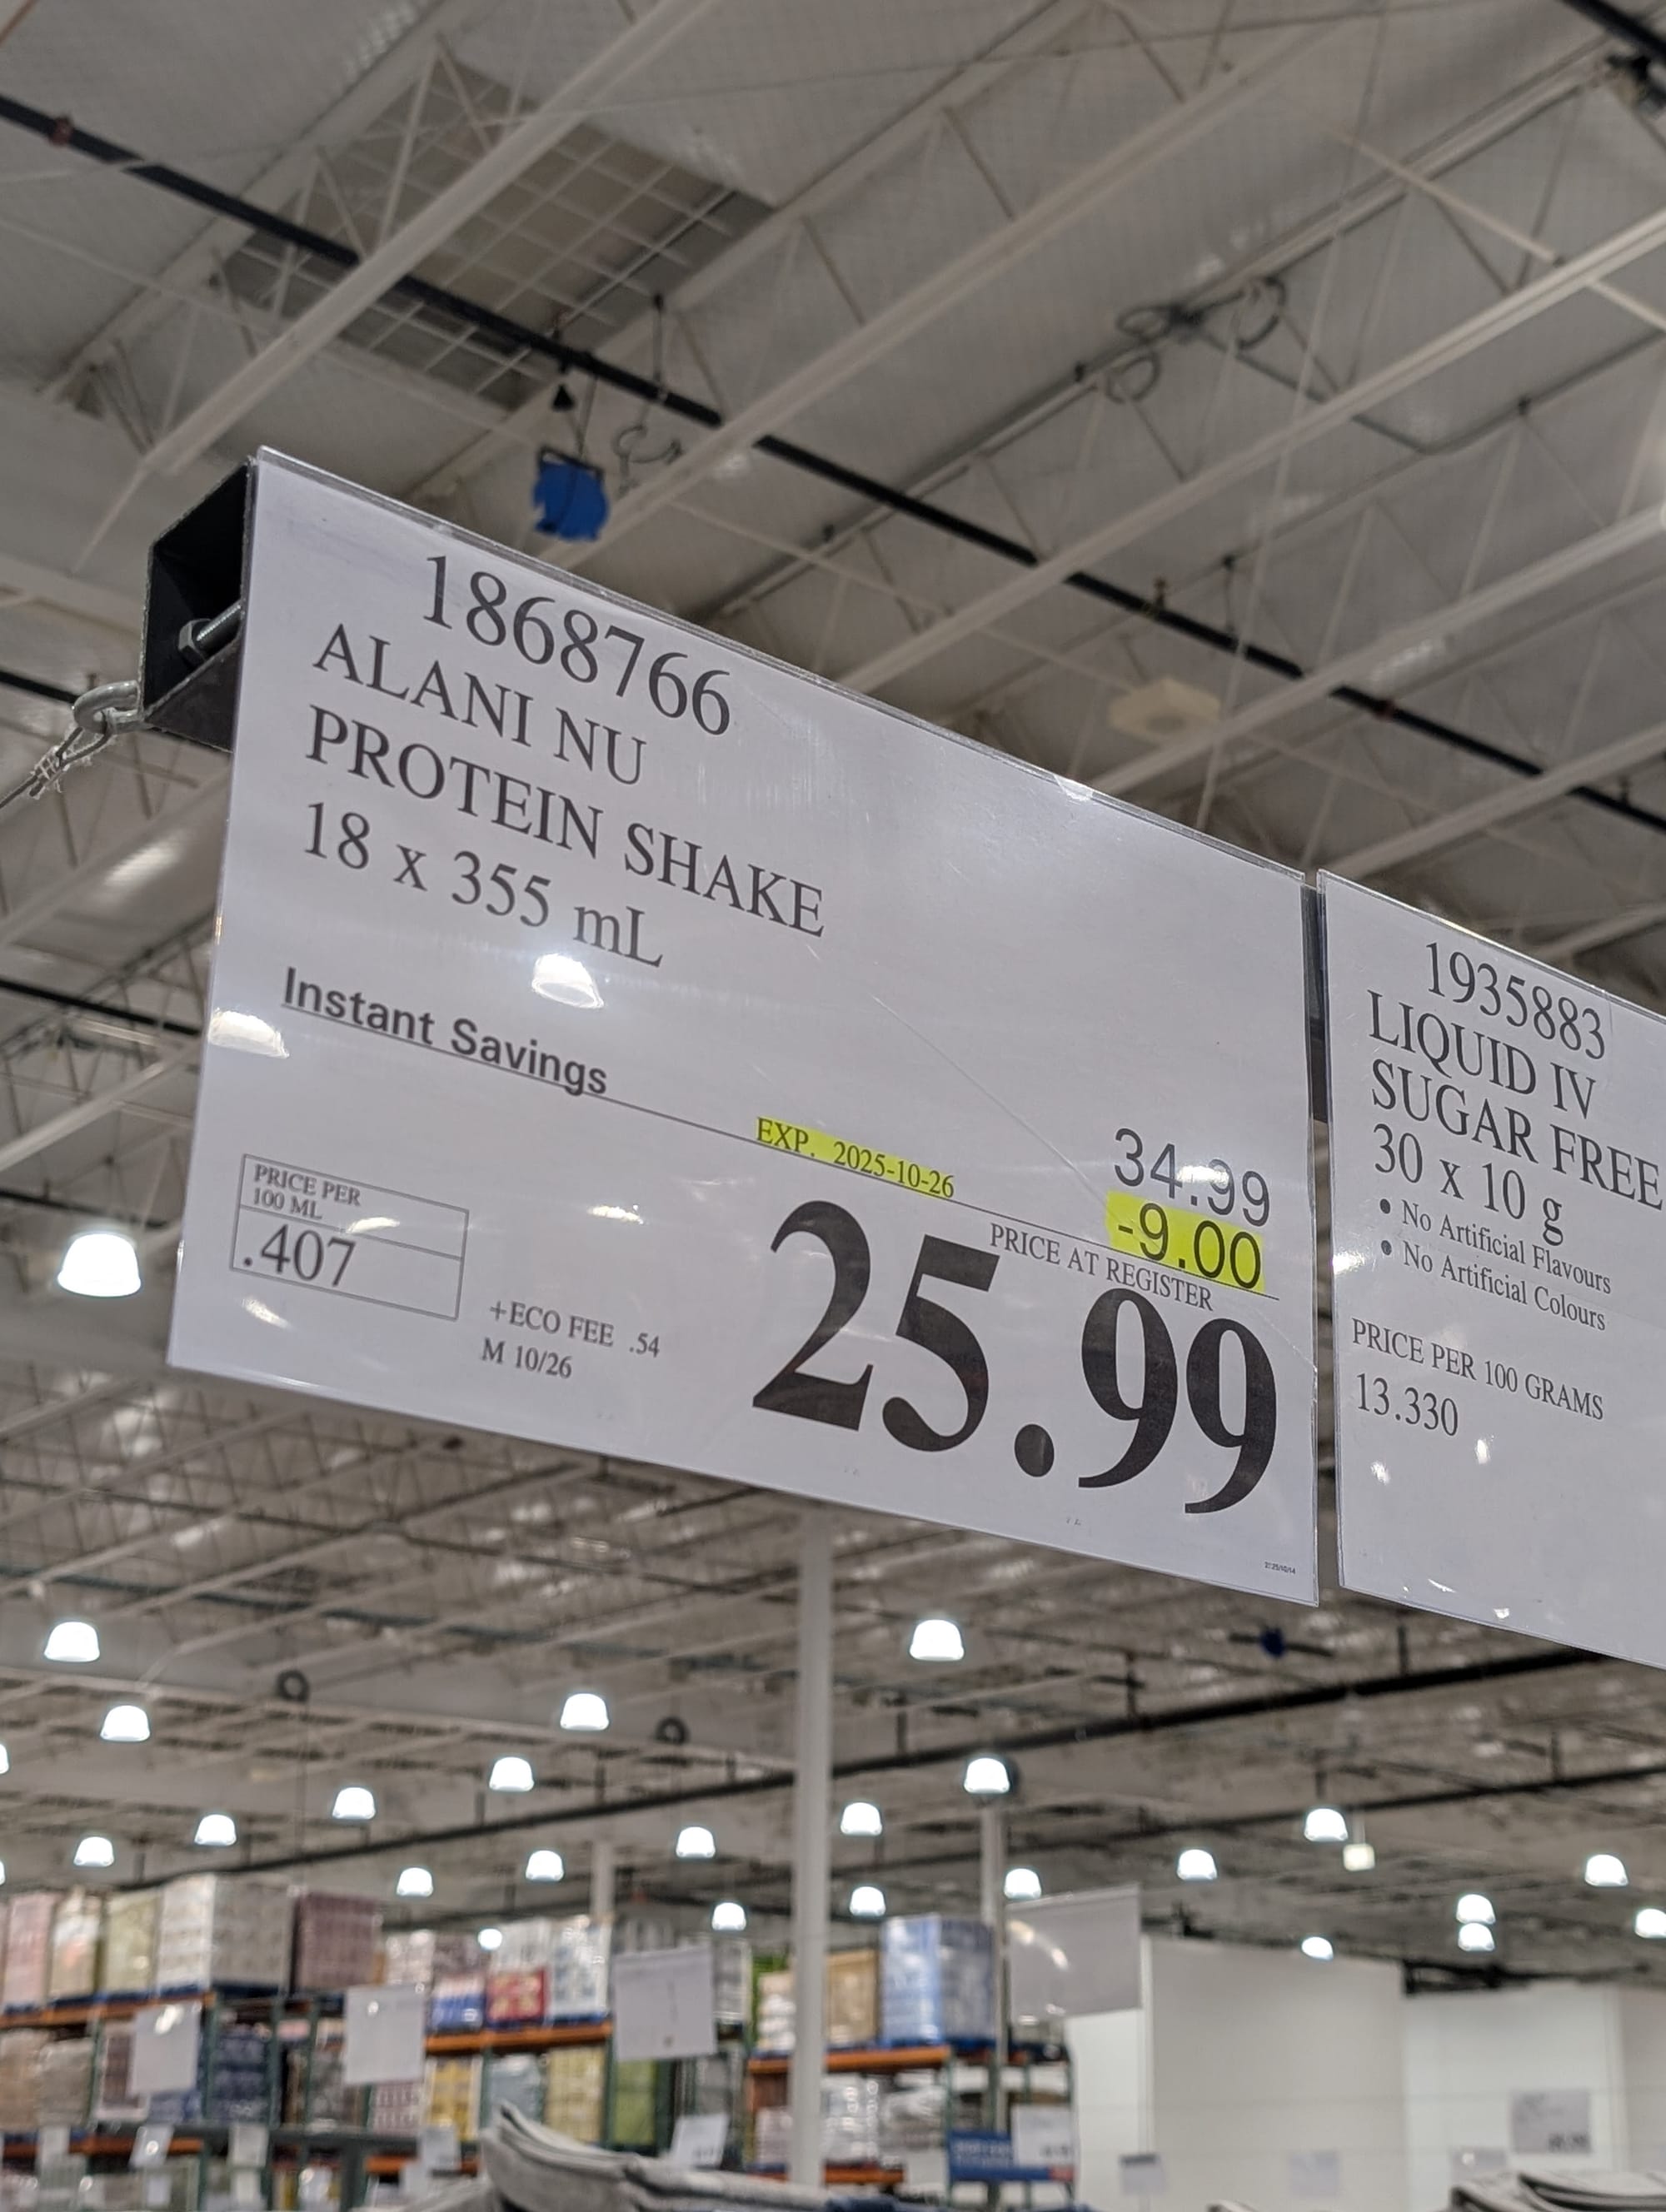 1868766
ALANI NU
PROTEIN SHAKE
18 x 355 mL
Instant Savings
EXP. 2025-10-26
34.99
-9.00
PRICE AT REGISTER
25.99
PRICE PER
100 ML
.407
+ECO FEE .54
M 10/26
1935883
LIQUID IV
SUGAR FREE
30 x 10 g
• No Artificial Flavours
• No Artificial Colours
PRICE PER 100 GRAMS
13.330